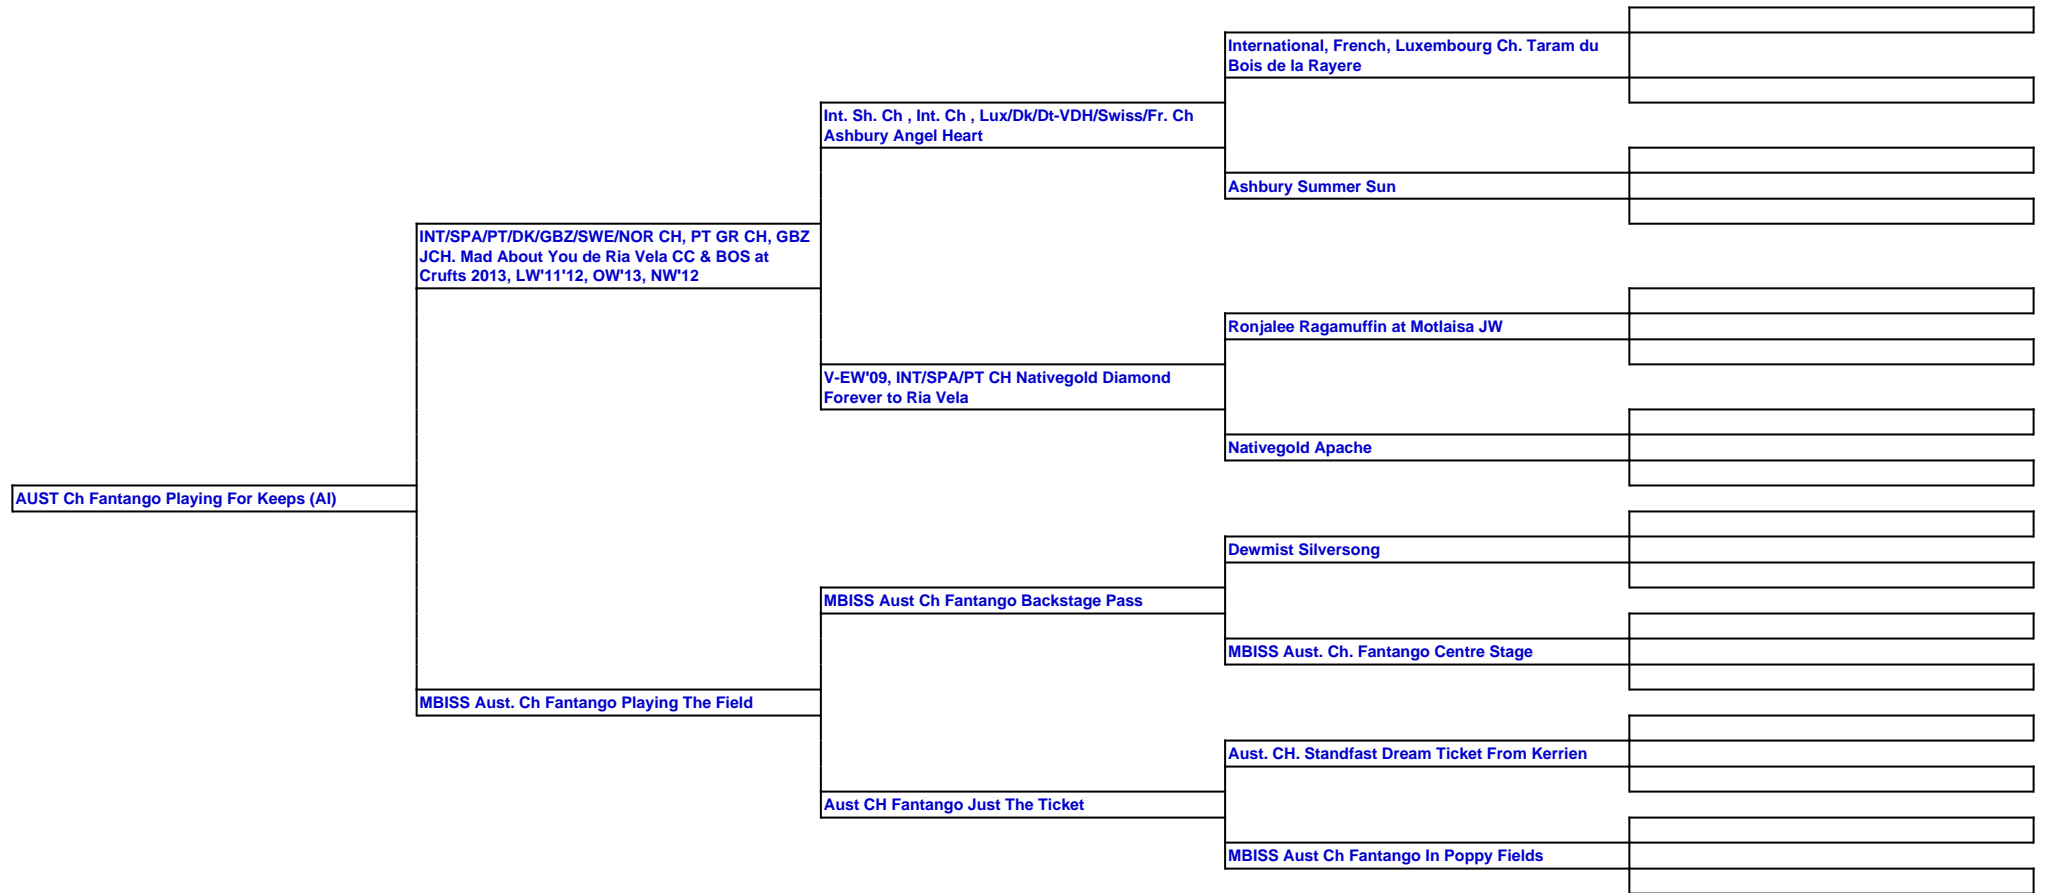 International, French, Luxembourg Ch. Taram du
Bois de la Rayere
Int. Sh. Ch , Int. Ch , Lux/Dk/Dt-VDH/Swiss/Fr. Ch
Ashbury Angel Heart
Ashbury Summer Sun
INT/SPA/PT/DK/GBZ/SWE/NOR CH, PT GR CH, GBZ
JCH. Mad About You de Ria Vela CC & BOS at
Crufts 2013, LW'11'12, OW'13, NW'12
Ronjalee Ragamuffin at Motlaisa JW
V-EW'09, INT/SPA/PT CH Nativegold Diamond
Forever to Ria Vela
Nativegold Apache
AUST Ch Fantango Playing For Keeps (AI)
Dewmist Silversong
MBISS Aust Ch Fantango Backstage Pass
MBISS Aust. Ch. Fantango Centre Stage
MBISS Aust. Ch Fantango Playing The Field
Aust. CH. Standfast Dream Ticket From Kerrien
Aust CH Fantango Just The Ticket
MBISS Aust Ch Fantango In Poppy Fields